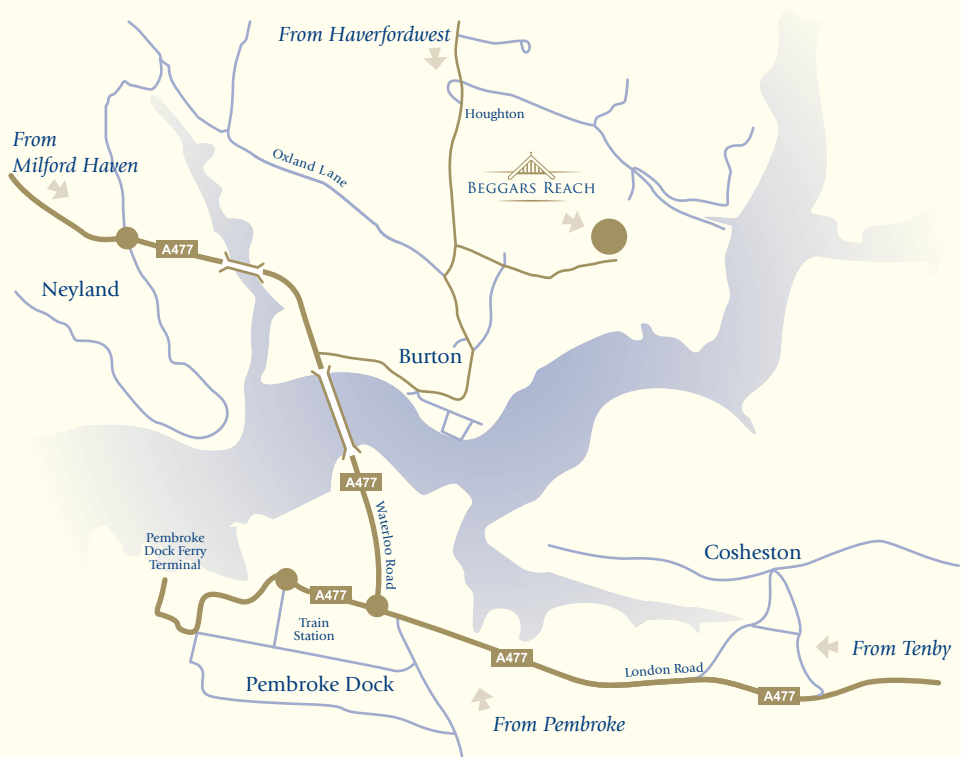 From Haverfordwest
Houghton
From
Milford Haven
Oxland Lane
BEGGARS REACH
A477
Neyland
Burton
A477
Waterloo Road
Pembroke
Dock Ferry
Terminal
Cosheston
A477
Train
Station
From Tenby
A477
London Road
Pembroke Dock
A477
From Pembroke